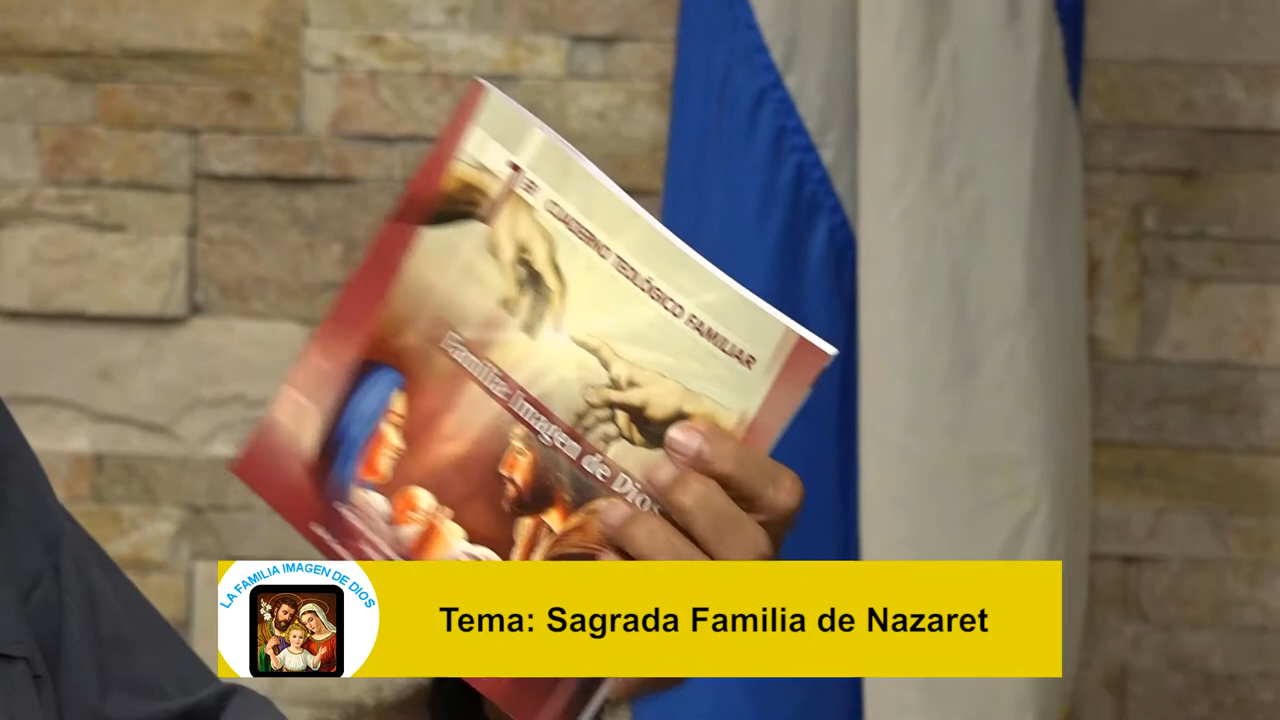 CUADERNO TEOLÓGICO FAMILIAR
Familia: Imagen de Dios
LA FAMILIA IMAGEN DE DIOS
Tema: Sagrada Familia de Nazaret